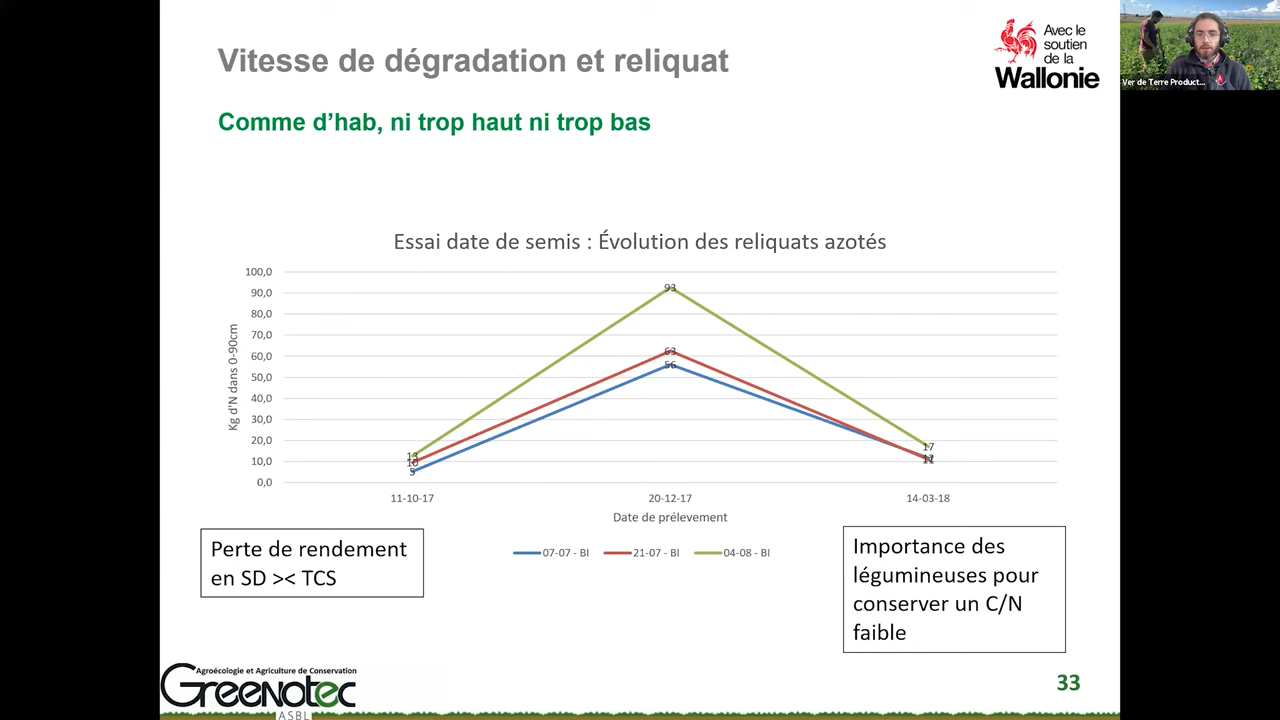 Vitesse de dégradation et reliquat
Avec le
soutien
de la
Wallonie
Ver de Terre Product...
Comme d’hab, ni trop haut ni trop bas
Essai date de semis : Évolution des reliquats azotés
Kg d'N dans 0-90cm
100,0
90,0
80,0
70,0
60,0
50,0
40,0
30,0
20,0
10,0
0,0
93
63
56
13
10
5
17
11
11-10-17
20-12-17
14-03-18
Date de prélevement
07-07 - BI
21-07 - BI
04-08 - BI
Perte de rendement
en SD >< TCS
Importance des
légumineuses pour
conserver un C/N
faible
Agroécologie et Agriculture de Conservation
Greenotec
ASBL
33